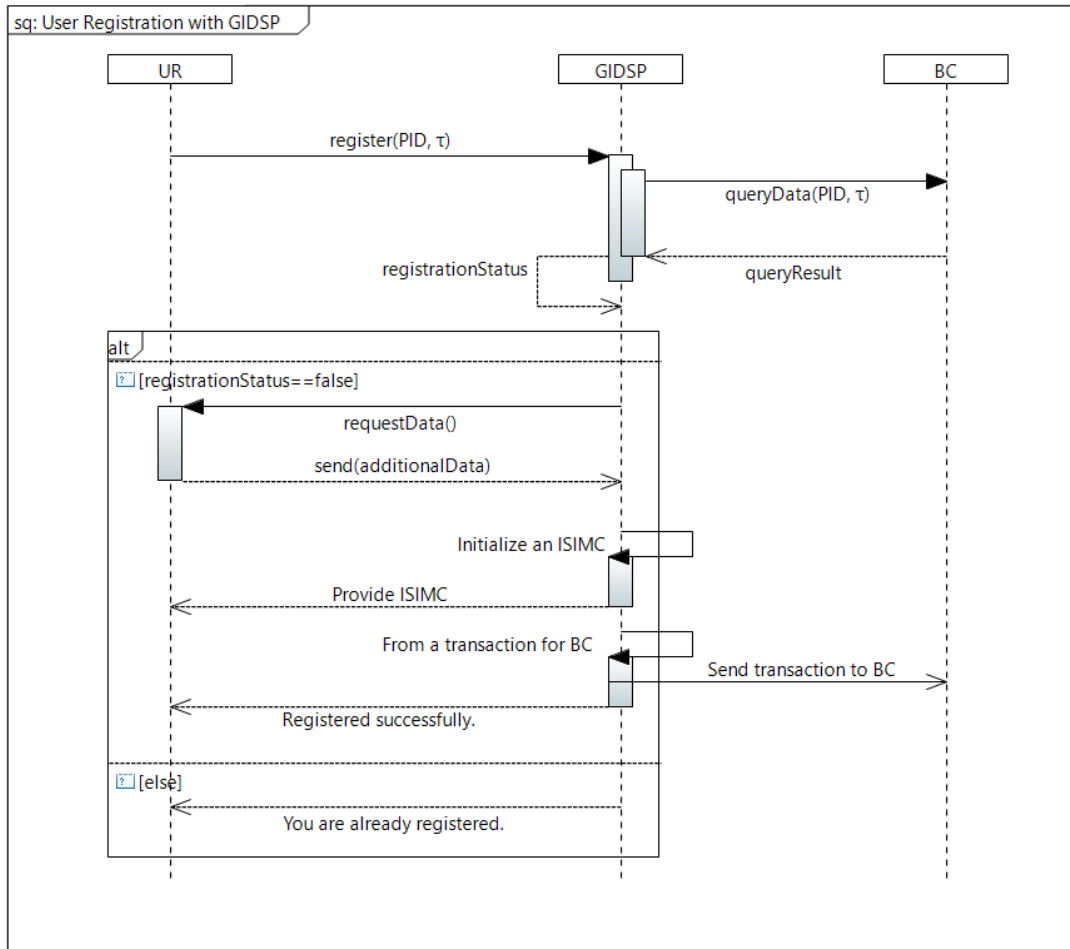 sq: User Registration with GIDSP
UR
GIDSP
BC
register(PID, τ)
queryData(PID, τ)
registrationStatus
queryResult
alt
[registrationStatus==false]
requestData()
send(additionalData)
Initialize an ISIMC
Provide ISIMC
From a transaction for BC
Send transaction to BC
Registered successfully.
[else]
You are already registered.